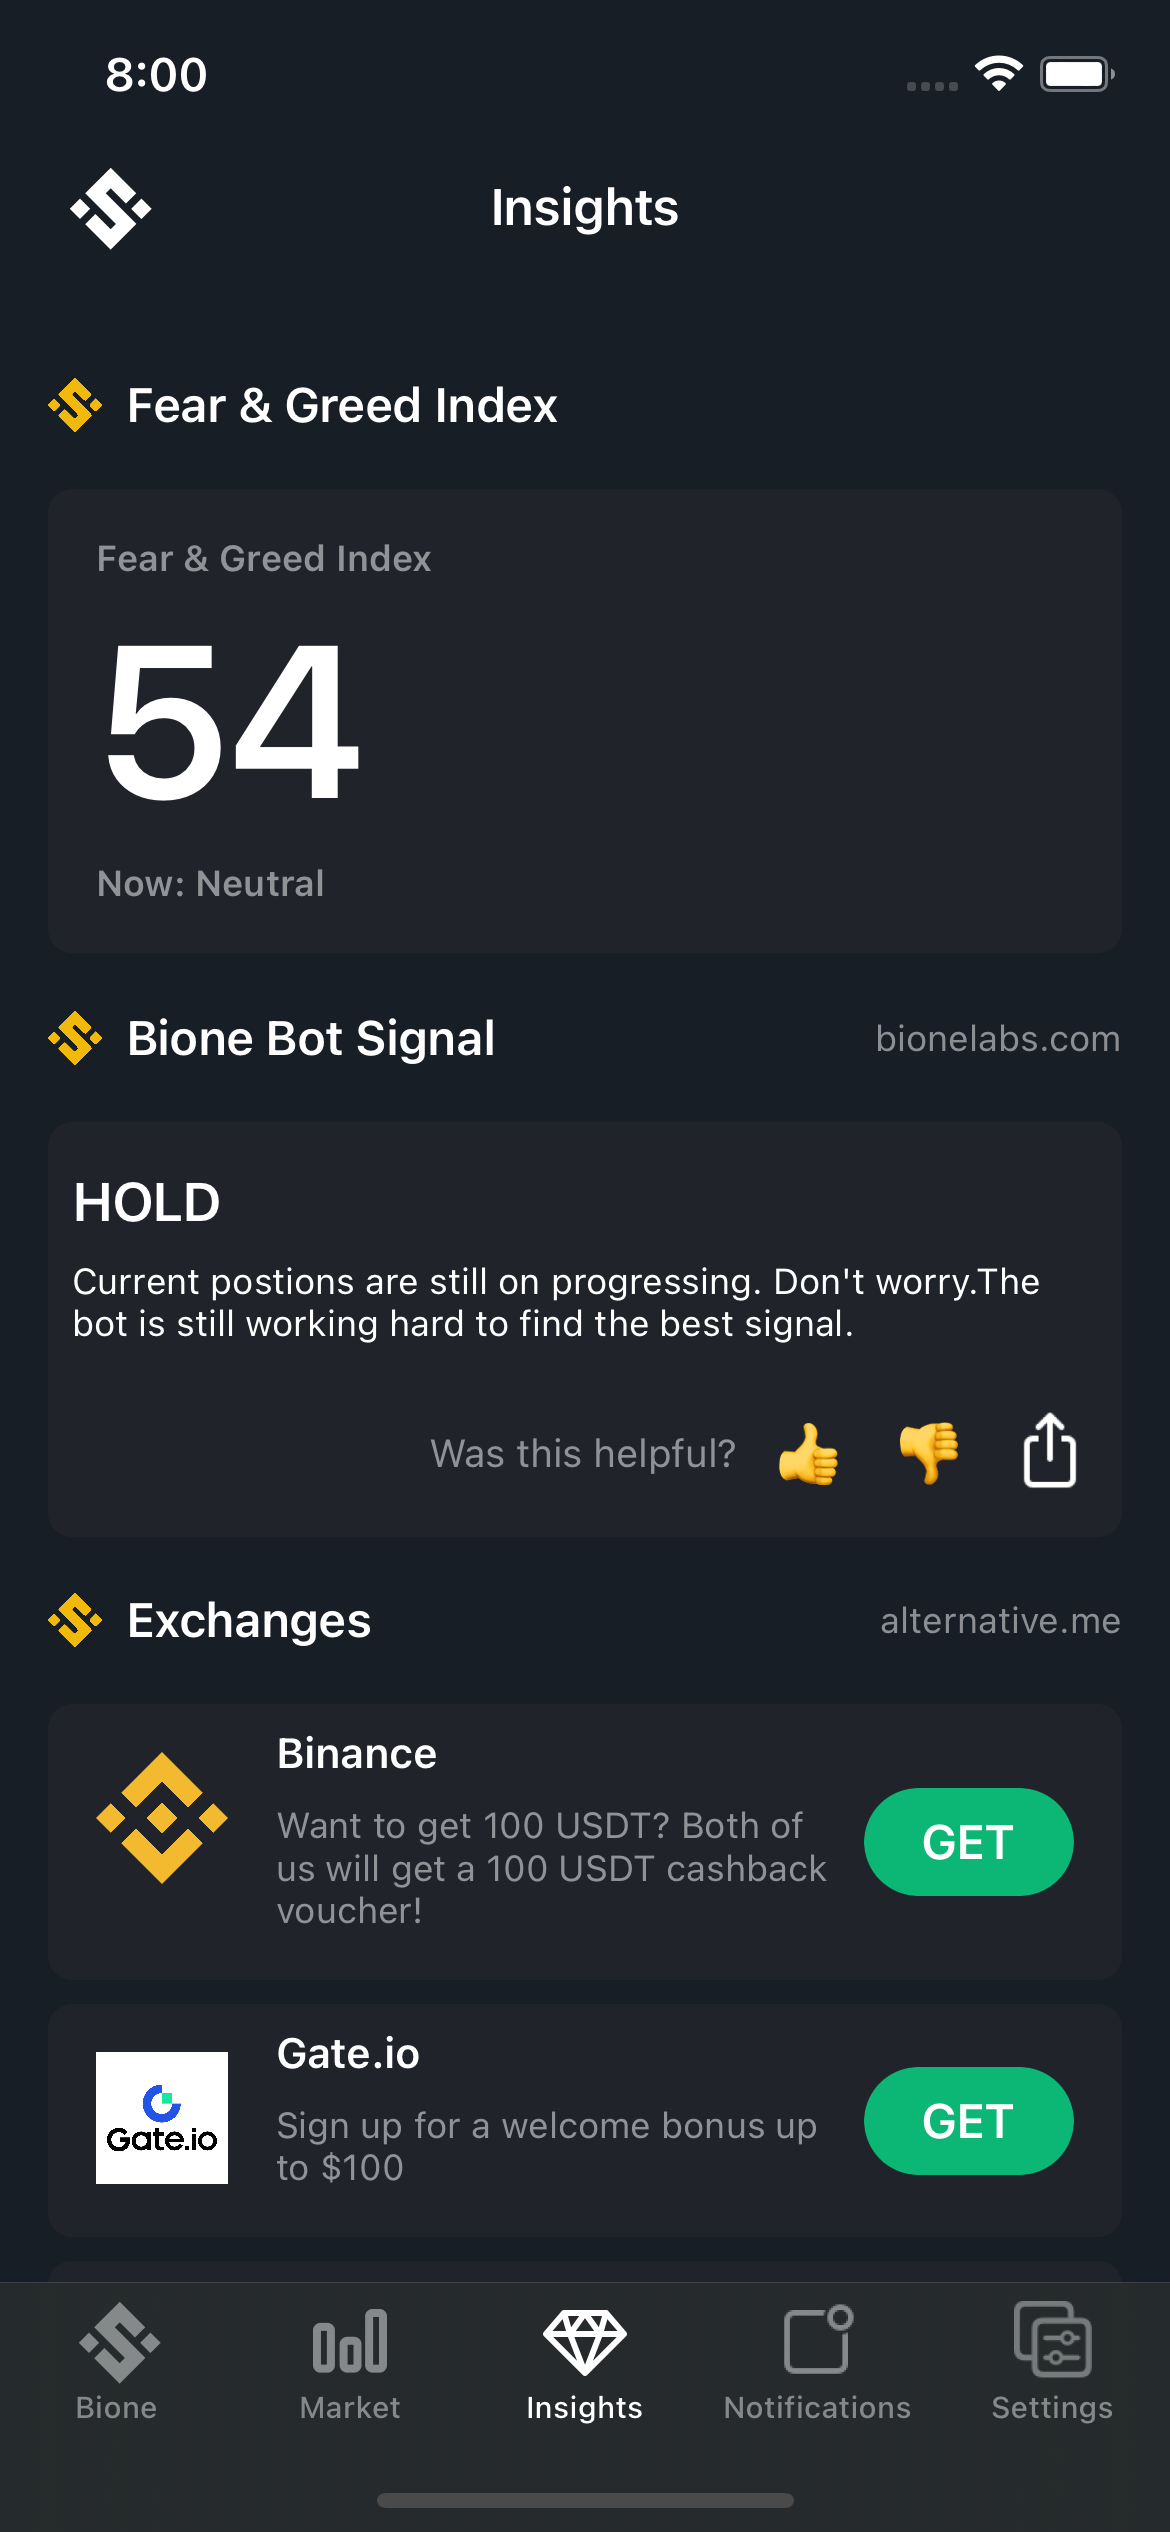 8:00
Insights
Fear & Greed Index
Fear & Greed Index
54
Now: Neutral
Bione Bot Signal
bionelabs.com
HOLD
Current postions are still on progressing. Don't worry.The
bot is still working hard to find the best signal.
Was this helpful?
Exchanges
alternative.me
Binance
Want to get 100 USDT? Both of
us will get a 100 USDT cashback
voucher!
GET
Gate.io
Gate.io
Sign up for a welcome bonus up
to $100
GET
Bione
Market
Insights
Notifications
Settings